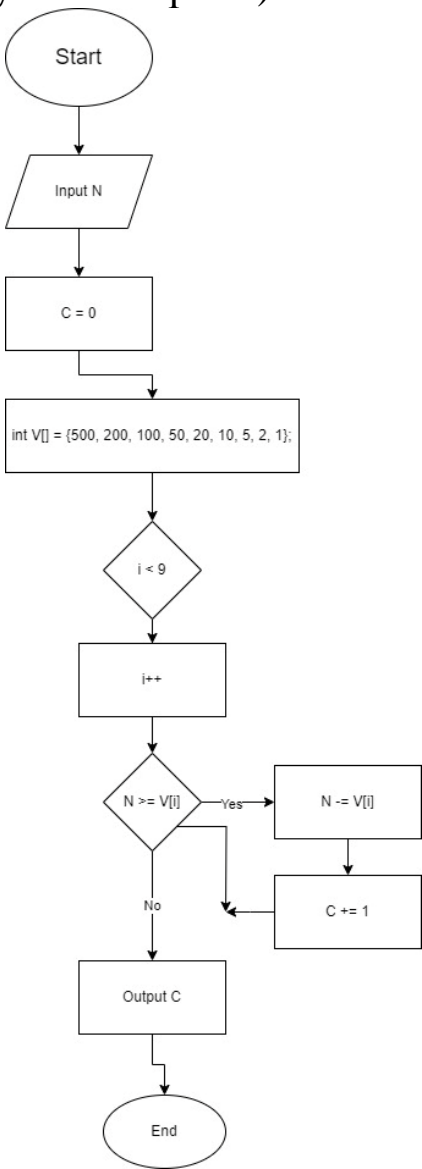 Start
Input N
C = 0
int V[] = {500, 200, 100, 50, 20, 10, 5, 2, 1};
i < 9
i++
N >= V[i]
Yes
N -= V[i]
C += 1
No
Output C
End